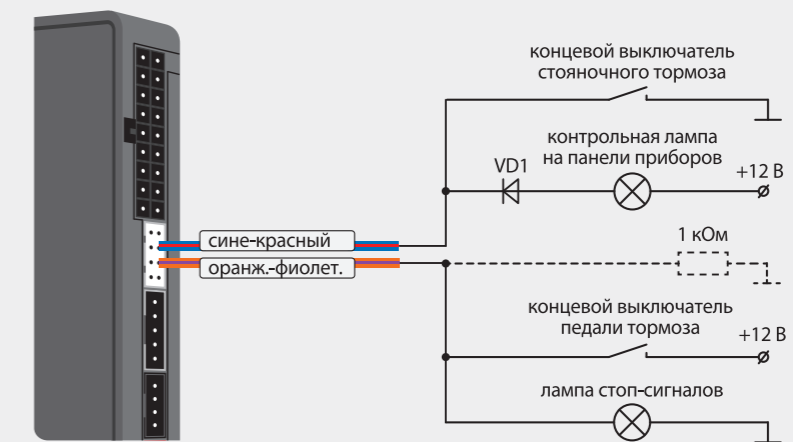 концевой выключатель
стояночного тормоза
контрольная лампа
на панели приборов
VD1
+12 В
сине-красный
оранж.-фиолет.
1 кОм
концевой выключатель
педали тормоза
+12 В
лампа стоп-сигналов